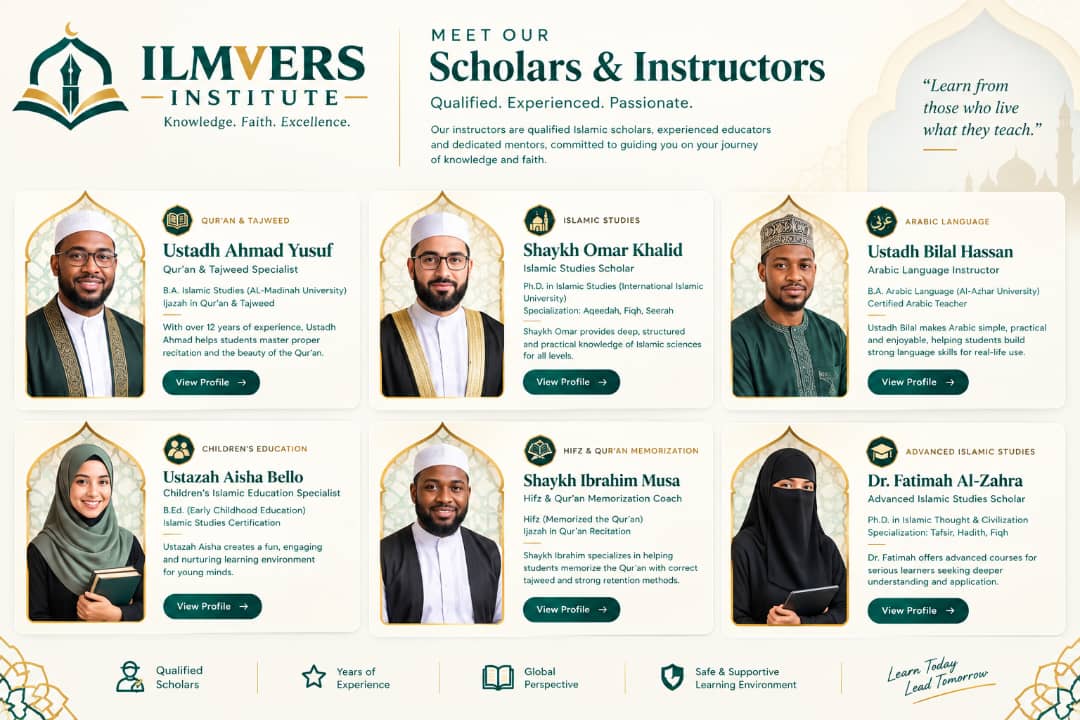 ILMVERS
INSTITUTE
Knowledge. Faith. Excellence.
MEET OUR
Scholars & Instructors
Qualified. Experienced. Passionate.
Our instructors are qualified Islamic scholars, experienced educators
and dedicated mentors, committed to guiding you on your journey
of knowledge and faith.
“Learn from
those who live
what they teach.”
QUR'AN & TAJWEED
Ustadh Ahmad Yusuf
Qur'an & Tajweed Specialist
B.A. Islamic Studies (AL-Madinah University)
Ijazah in Qur'an & Tajweed
With over 12 years of experience, Ustadh
Ahmad helps students master proper
recitation and the beauty of the Qur'an.
View Profile →
ISLAMIC STUDIES
Shaykh Omar Khalid
Islamic Studies Scholar
Ph.D. in Islamic Studies (International Islamic
University)
Specialization: Aqeedah, Fiqh, Seerah
Shaykh Omar provides deep, structured
and practical knowledge of Islamic sciences
for all levels.
View Profile →
عربي
ARABIC LANGUAGE
Ustadh Bilal Hassan
Arabic Language Instructor
B.A. Arabic Language (Al-Azhar University)
Certified Arabic Teacher
Ustadh Bilal makes Arabic simple, practical
and enjoyable, helping students build
strong language skills for real-life use.
View Profile →
CHILDREN'S EDUCATION
Ustazah Aisha Bello
Children's Islamic Education Specialist
B.Ed. (Early Childhood Education)
Islamic Studies Certification
Ustazah Aisha creates a fun, engaging
and nurturing learning environment
for young minds.
View Profile →
HIFZ & QUR'AN MEMORIZATION
Shaykh Ibrahim Musa
Hifz & Qur'an Memorization Coach
Hifz (Memorized the Qur'an)
Ijazah in Qur'an Recitation
Shaykh Ibrahim specializes in helping
students memorize the Qur'an with correct
tajweed and strong retention methods.
View Profile →
ADVANCED ISLAMIC STUDIES
Dr. Fatimah Al-Zahra
Advanced Islamic Studies Scholar
Ph.D. in Islamic Thought & Civilization
Specialization: Tafsir, Hadith, Fiqh
Dr. Fatimah offers advanced courses for
serious learners seeking deeper
understanding and application.
View Profile →
Qualified
Scholars
Years of
Experience
Global
Perspective
Safe & Supportive
Learning Environment
Learn Today
Lead Tomorrow